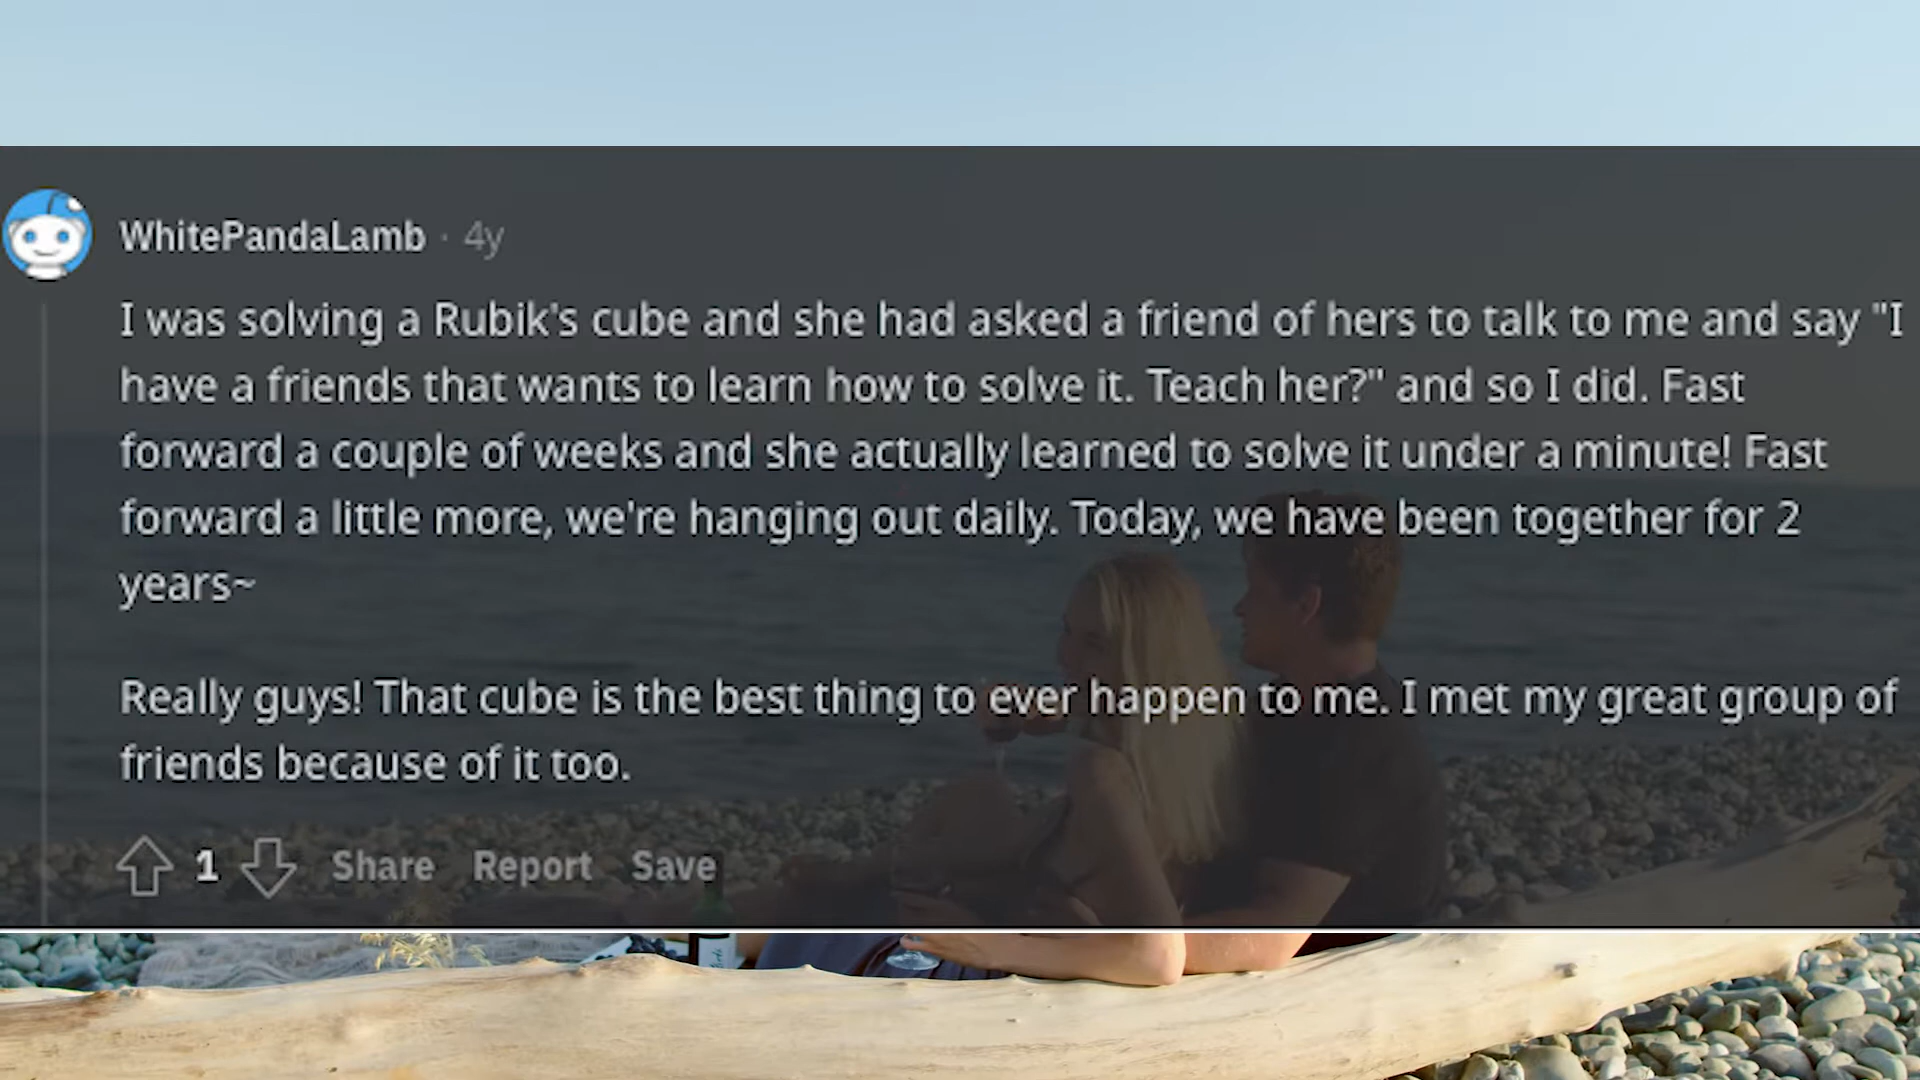 WhitePandaLamb · 4y
I was solving a Rubik's cube and she had asked a friend of hers to talk to me and say "I
have a friends that wants to learn how to solve it. Teach her?" and so I did. Fast
forward a couple of weeks and she actually learned to solve it under a minute! Fast
forward a little more, we're hanging out daily. Today, we have been together for 2
years~
Really guys! That cube is the best thing to ever happen to me. I met my great group of
friends because of it too.
1 Share Report Save